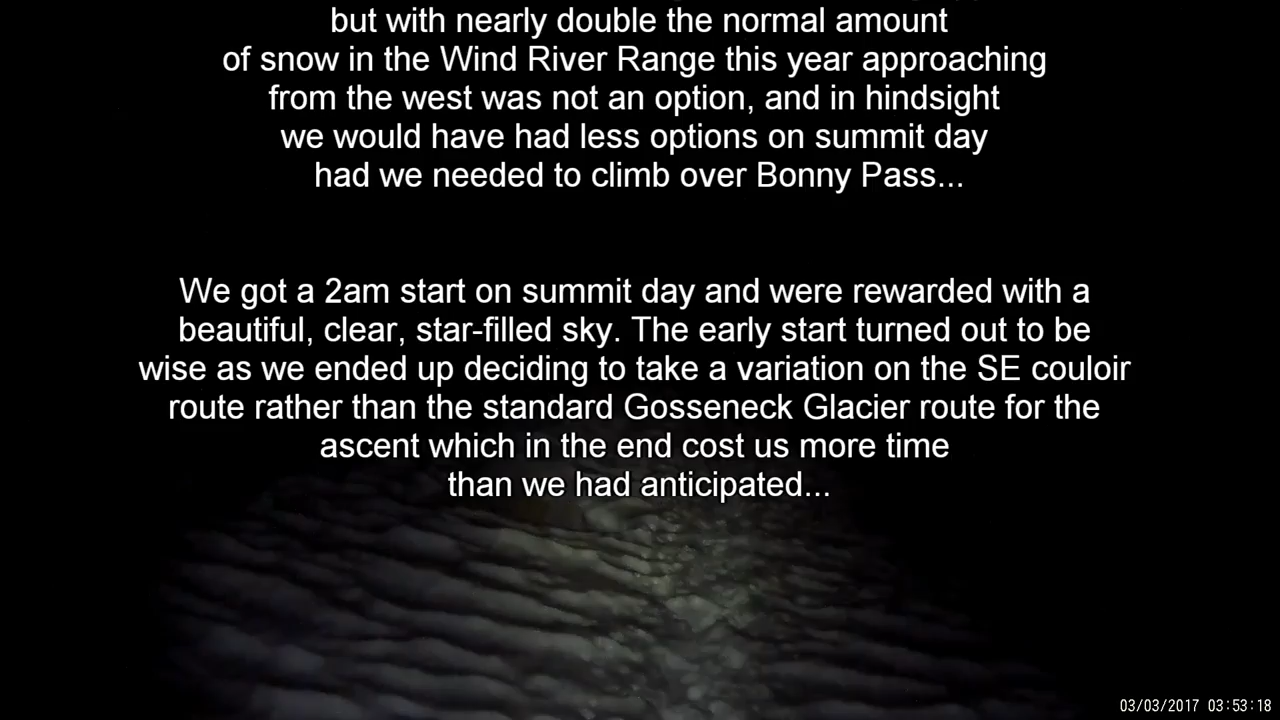 but with nearly double the normal amount
of snow in the Wind River Range this year approaching
from the west was not an option, and in hindsight
we would have had less options on summit day
had we needed to climb over Bonny Pass...
We got a 2am start on summit day and were rewarded with a
beautiful, clear, star-filled sky. The early start turned out to be
wise as we ended up deciding to take a variation on the SE couloir
route rather than the standard Gosseneck Glacier route for the
ascent which in the end cost us more time
than we had anticipated...
03/03/2017 03:53:18